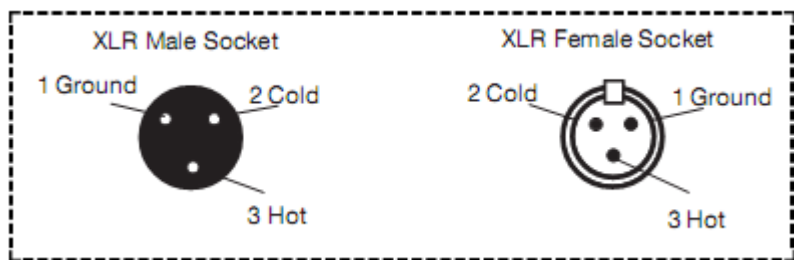 XLR Male Socket
1 Ground
2 Cold
3 Hot
XLR Female Socket
2 Cold
1 Ground
3 Hot